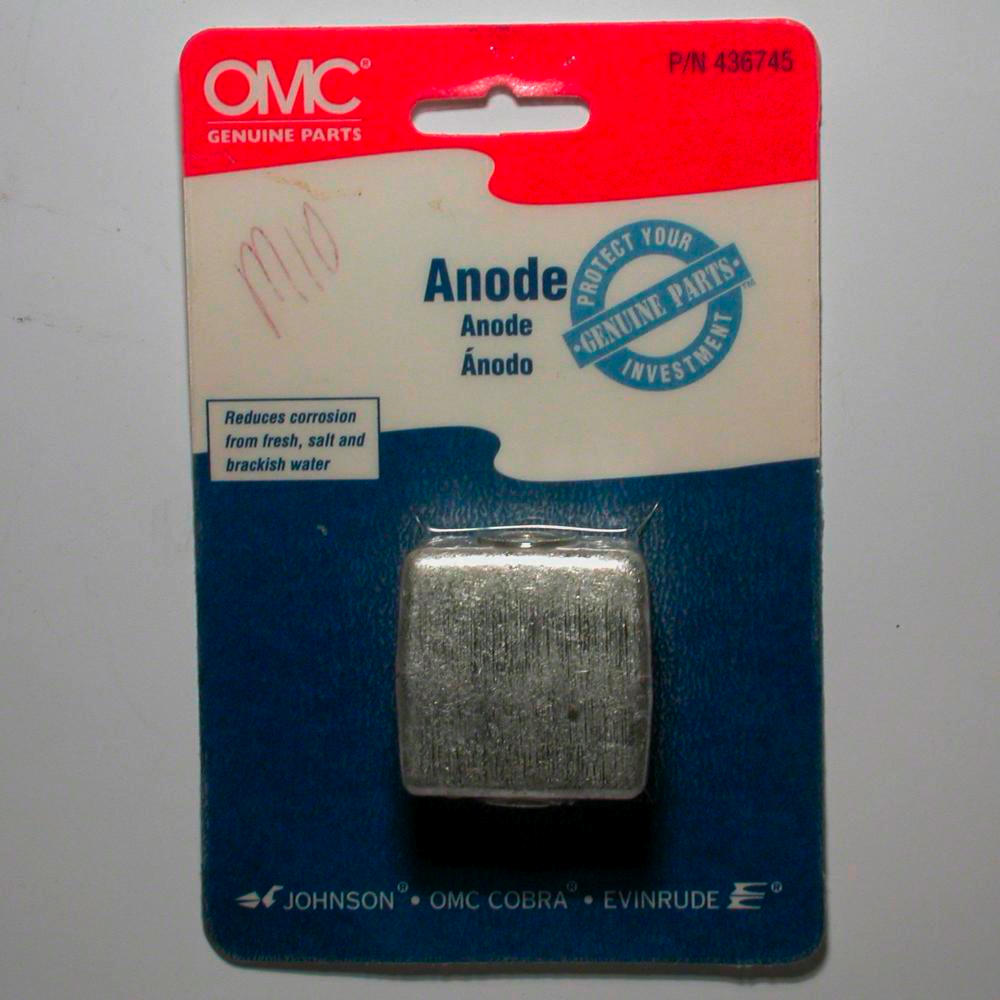 OMC®
GENUINE PARTS
P/N 436745
M10
Anode
Anode
Ánodo
PROTECT YOUR
·GENUINE PARTS·™
INVESTMENT
Reduces corrosion
from fresh, salt and
brackish water
JOHNSON® • OMC COBRA® • EVINRUDE ®